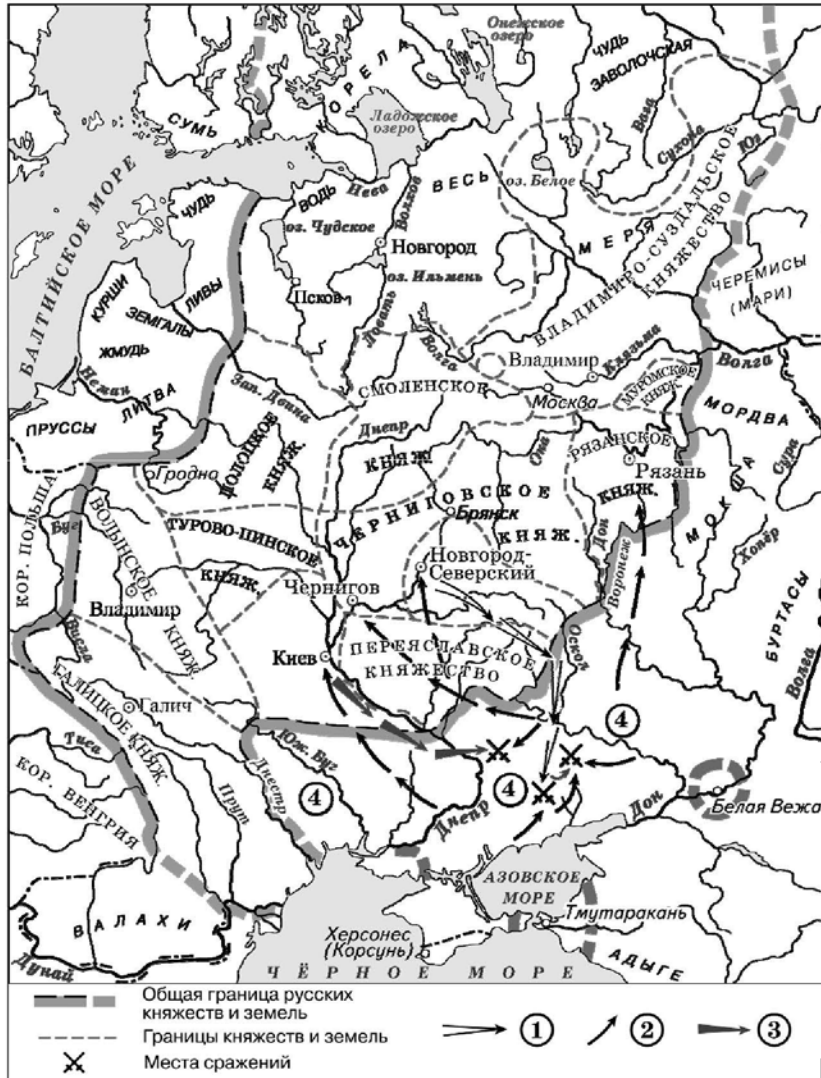 Онежское
озеро
ЧУДЬ
ЗАВОЛОЧСКАЯ
КОРЕЛА
СУМЬ
Ладожское
озеро
Вага
Сухона
Юг
БАЛТИЙСКОЕ МОРЕ
ЧУДЬ
ВОДЬ
Нева
Волхов
ВЕСЬ
оз. Белое
оз. Чудское
Новгород
МЕРЯ
ВЛАДИМИРО-СУЗДАЛЬСКОЕ
КНЯЖЕСТВО
ЧЕРЕМИСЫ
(МАРИ)
оз. Ильмень
Псков
ЛИВЫ
КУРШИ
ЗЕМГАЛЫ
ЖМУДЬ
Ловать
Волга
Владимир
Клязьма
Волга
Неман
ЛИТВА
Зап. Двина
СМОЛЕНСКОЕ
КНЯЖ.
Москва
МУРОМСКОЕ
КНЯЖ.
МОРДВА
ПРУССЫ
Днепр
Ока
РЯЗАНСКОЕ
КНЯЖ.
Рязань
Сура
Гродно
ПОЛОЦКОЕ
КНЯЖ.
ЧЕРНИГОВСКОЕ
КНЯЖ.
Брянск
МОКША
КОР. ПОЛЬША
Буг
ВОЛЫНСКОЕ
КНЯЖ.
ТУРОВО-ПИНСКОЕ
КНЯЖ.
Дон
Воронеж
Хопёр
Новгород-
Северский
Владимир
Чернигов
БУРТАСЫ
Висла
Киев
ПЕРЕЯСЛАВСКОЕ
КНЯЖЕСТВО
Оскол
Волга
ГАЛИЦКОЕ КНЯЖ.
Галич
4
Тиса
Юж. Буг
КОР. ВЕНГРИЯ
Прут
Днестр
4
4
Днепр
Дон
Белая Вежа
АЗОВСКОЕ
МОРЕ
ВАЛАХИ
Тмутаракань
Херсонес
(Корсунь)
АДЫГЕ
Дунай
ЧЁРНОЕ МОРЕ
Общая граница русских
княжеств и земель
Границы княжеств и земель
Места сражений
1
2
3